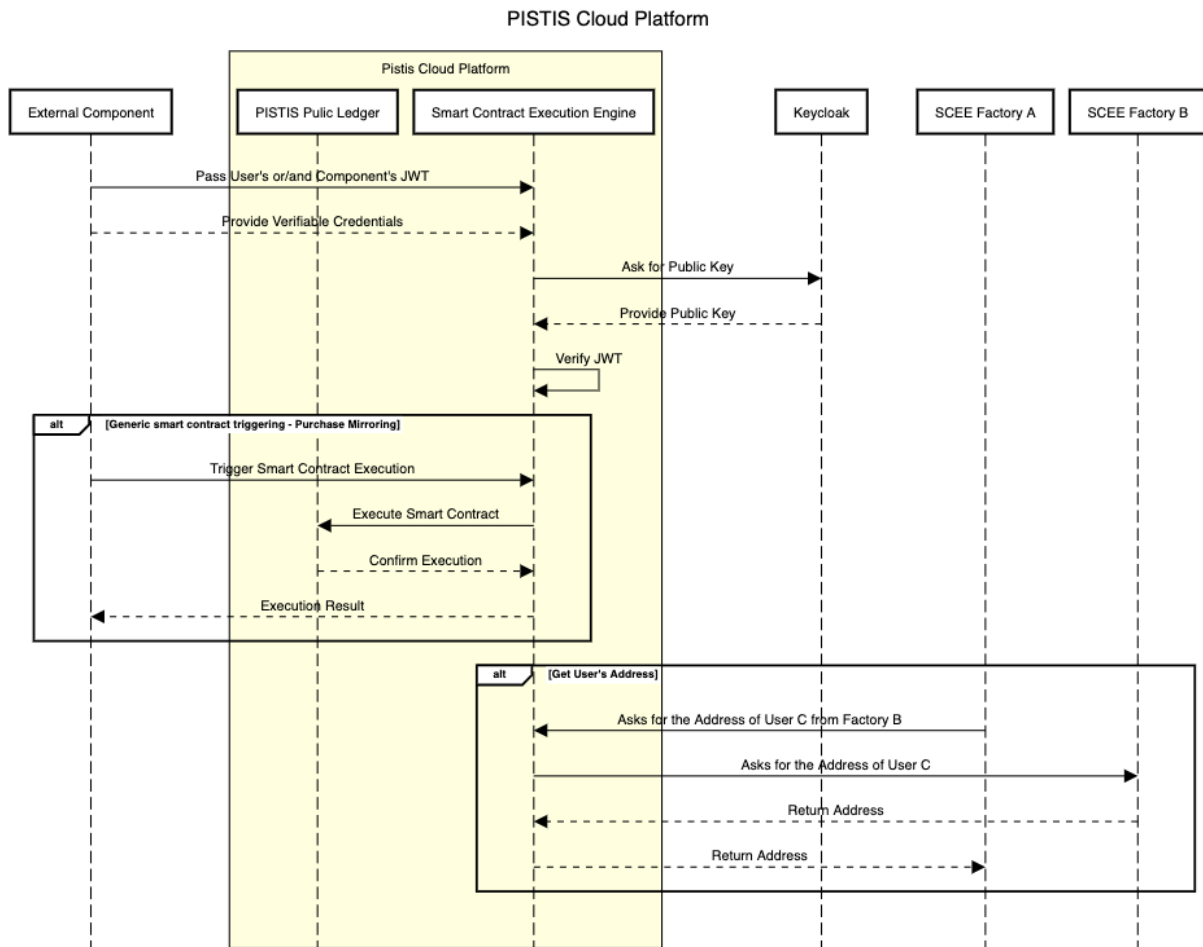 PISTIS Cloud Platform
Pistis Cloud Platform
External Component
PISTIS Pulic Ledger
Smart Contract Execution Engine
Keycloak
SCEE Factory A
SCEE Factory B
Pass User's or/and Component's JWT
Provide Verifiable Credentials
Ask for Public Key
Provide Public Key
Verify JWT
alt
[Generic smart contract triggering - Purchase Mirroring]
Trigger Smart Contract Execution
Execute Smart Contract
Confirm Execution
Execution Result
alt
[Get User's Address]
Asks for the Address of User C from Factory B
Asks for the Address of User C
Return Address
Return Address